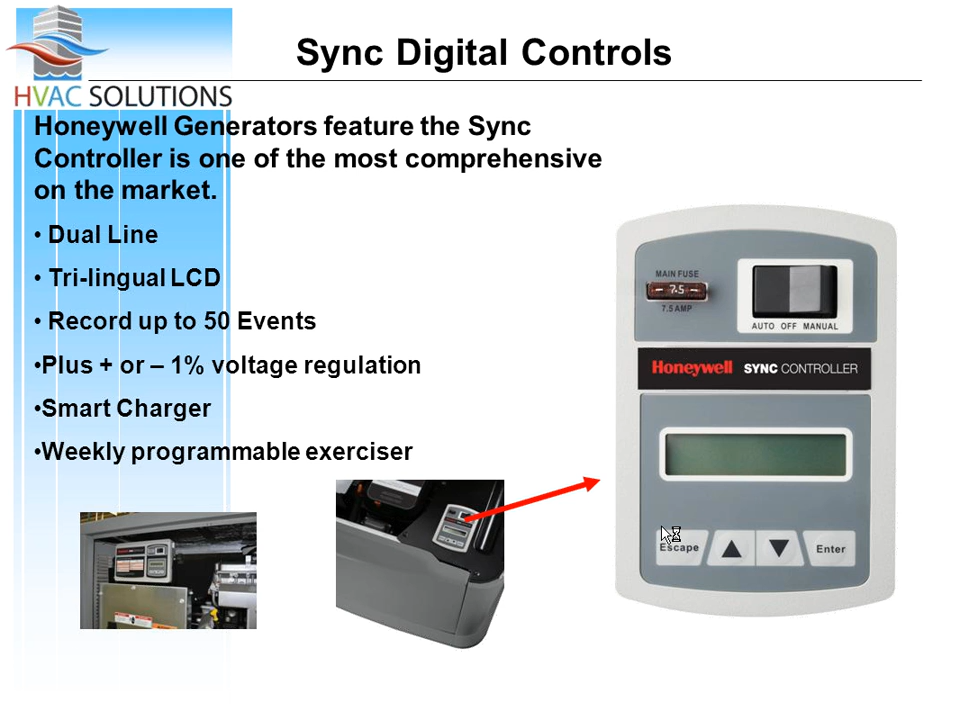 Sync Digital Controls
HVAC SOLUTIONS
Honeywell Generators feature the Sync
Controller is one of the most comprehensive
on the market.
• Dual Line
• Tri-lingual LCD
• Record up to 50 Events
•Plus + or – 1% voltage regulation
•Smart Charger
•Weekly programmable exerciser
MAIN FUSE
7.5
7.5 AMP
AUTO OFF MANUAL
Honeywell SYNC CONTROLLER
Escape
Enter
Honeywell